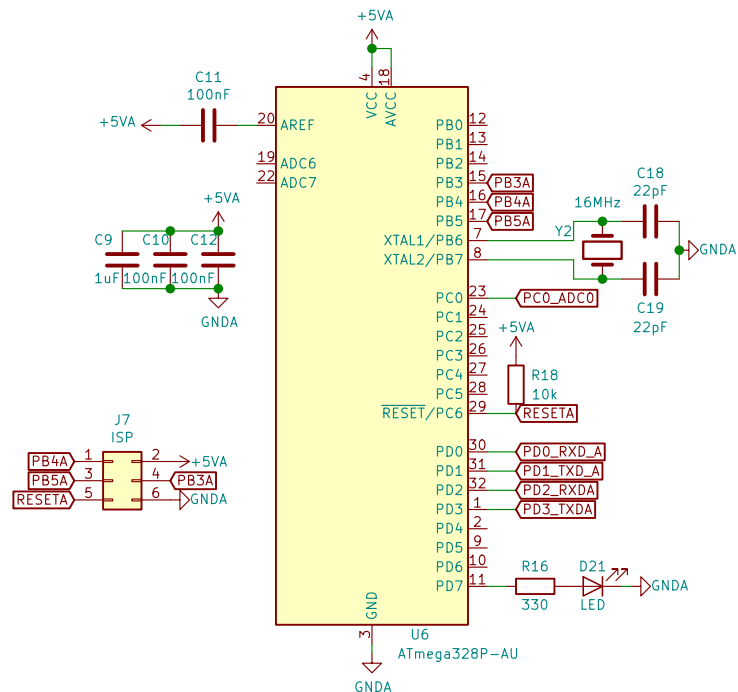 +5VA
C11
100nF
+5VA
20
AREF
4
VCC
18
AVCC
19
ADC6
22
ADC7
PB0
12
PB1
13
PB2
14
PB3
15
PB3A
PB4
16
PB4A
PB5
17
PB5A
XTAL1/PB6
7
XTAL2/PB7
8
16MHz
Y2
C18
22pF
GNDA
C19
22pF
+5VA
C9
C10
C12
1uF
100nF
100nF
GNDA
PC0
23
PC0_ADC0
PC1
24
PC2
25
PC3
26
PC4
27
PC5
28
RESET/PC6
29
RESETA
+5VA
R18
10k
J7
ISP
PB4A
1
2
+5VA
PB5A
3
4
PB3A
RESETA
5
6
GNDA
PD0
30
PD0_RXD_A
PD1
31
PD1_TXD_A
PD2
32
PD2_RXDA
PD3
1
PD3_TXDA
PD4
2
PD5
9
PD6
10
PD7
11
R16
330
D21
LED
GNDA
GND
3
U6
ATmega328P-AU
GNDA